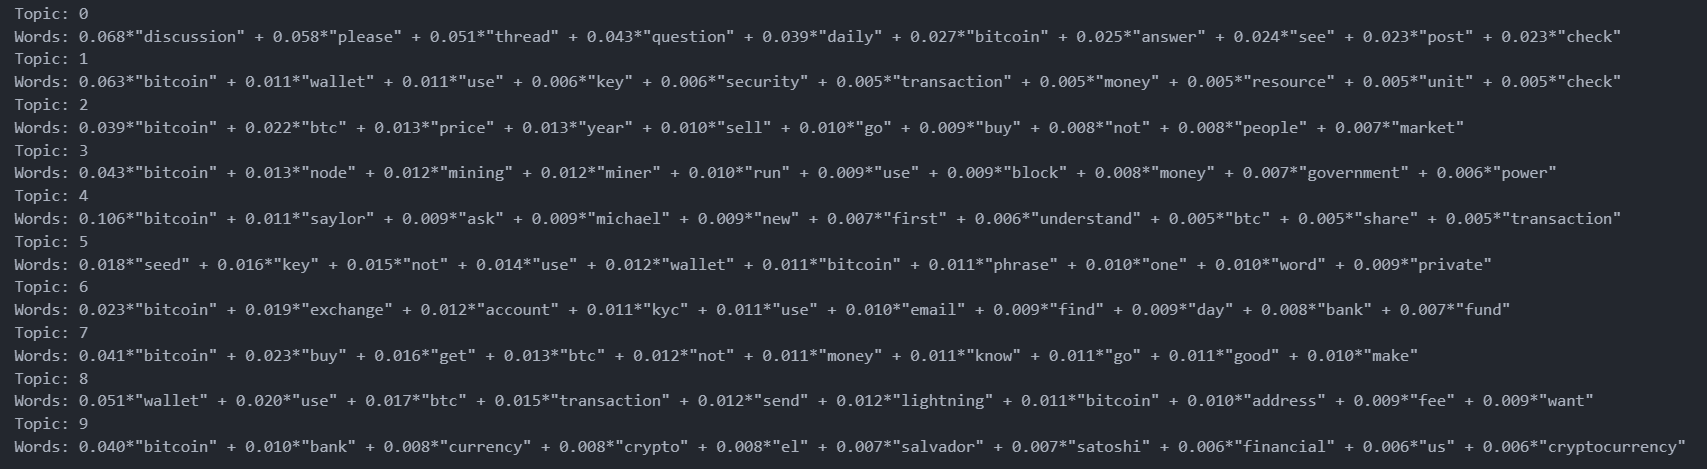 Topic: 0
Words: 0.068*"discussion" + 0.058*"please" + 0.051*"thread" + 0.043*"question" + 0.039*"daily" + 0.027*"bitcoin" + 0.025*"answer" + 0.024*"see" + 0.023*"post" + 0.023*"check"
Topic: 1
Words: 0.063*"bitcoin" + 0.011*"wallet" + 0.011*"use" + 0.006*"key" + 0.006*"security" + 0.005*"transaction" + 0.005*"money" + 0.005*"resource" + 0.005*"unit" + 0.005*"check"
Topic: 2
Words: 0.039*"bitcoin" + 0.022*"btc" + 0.013*"price" + 0.013*"year" + 0.010*"sell" + 0.010*"go" + 0.009*"buy" + 0.008*"not" + 0.008*"people" + 0.007*"market"
Topic: 3
Words: 0.043*"bitcoin" + 0.013*"node" + 0.012*"mining" + 0.012*"miner" + 0.010*"run" + 0.009*"use" + 0.009*"block" + 0.008*"money" + 0.007*"government" + 0.006*"power"
Topic: 4
Words: 0.106*"bitcoin" + 0.011*"saylor" + 0.009*"ask" + 0.009*"michael" + 0.009*"new" + 0.007*"first" + 0.006*"understand" + 0.005*"btc" + 0.005*"share" + 0.005*"transaction"
Topic: 5
Words: 0.018*"seed" + 0.016*"key" + 0.015*"not" + 0.014*"use" + 0.012*"wallet" + 0.011*"bitcoin" + 0.011*"phrase" + 0.010*"one" + 0.010*"word" + 0.009*"private"
Topic: 6
Words: 0.023*"bitcoin" + 0.019*"exchange" + 0.012*"account" + 0.011*"kyc" + 0.011*"use" + 0.010*"email" + 0.009*"find" + 0.009*"day" + 0.008*"bank" + 0.007*"fund"
Topic: 7
Words: 0.041*"bitcoin" + 0.023*"buy" + 0.016*"get" + 0.013*"btc" + 0.012*"not" + 0.011*"money" + 0.011*"know" + 0.011*"go" + 0.011*"good" + 0.010*"make"
Topic: 8
Words: 0.051*"wallet" + 0.020*"use" + 0.017*"btc" + 0.015*"transaction" + 0.012*"send" + 0.012*"lightning" + 0.011*"bitcoin" + 0.010*"address" + 0.009*"fee" + 0.009*"want"
Topic: 9
Words: 0.040*"bitcoin" + 0.010*"bank" + 0.008*"currency" + 0.008*"crypto" + 0.008*"el" + 0.007*"salvador" + 0.007*"satoshi" + 0.006*"financial" + 0.006*"us" + 0.006*"cryptocurrency"